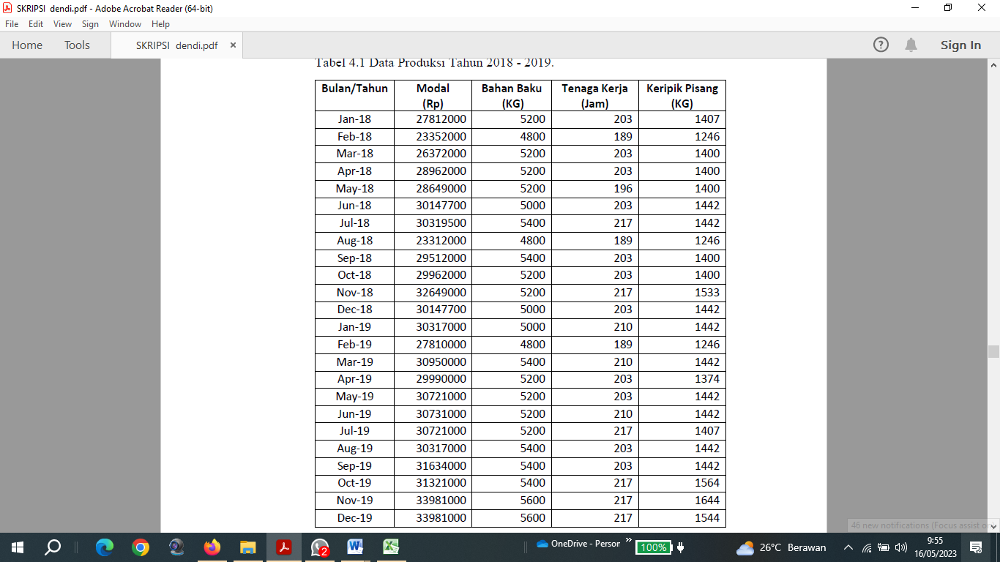 SKRIPSI dendi.pdf - Adobe Acrobat Reader (64-bit)
File Edit View Sign Window Help
Home Tools SKRIPSI dendi.pdf × ? Sign In
Tabel 4.1 Data Produksi Tahun 2018 - 2019.
Bulan/Tahun Modal (Rp) Bahan Baku (KG) Tenaga Kerja (Jam) Keripik Pisang (KG)
Jan-18 27812000 5200 203 1407
Feb-18 23352000 4800 189 1246
Mar-18 26372000 5200 203 1400
Apr-18 28962000 5200 203 1400
May-18 28649000 5200 196 1400
Jun-18 30147700 5000 203 1442
Jul-18 30319500 5400 217 1442
Aug-18 23312000 4800 189 1246
Sep-18 29512000 5400 203 1400
Oct-18 29962000 5200 203 1400
Nov-18 32649000 5200 217 1533
Dec-18 30147700 5000 203 1442
Jan-19 30317000 5000 210 1442
Feb-19 27810000 4800 189 1246
Mar-19 30950000 5400 210 1442
Apr-19 29990000 5200 203 1374
May-19 30721000 5200 203 1442
Jun-19 30731000 5200 210 1442
Jul-19 30721000 5200 217 1407
Aug-19 30317000 5400 203 1442
Sep-19 31634000 5400 203 1442
Oct-19 31321000 5400 217 1564
Nov-19 33981000 5600 217 1644
Dec-19 33981000 5600 217 1544
46 new notifications (Focus assist
2 OneDrive - Person 100% 26°C Berawan 9:55
16/05/2023